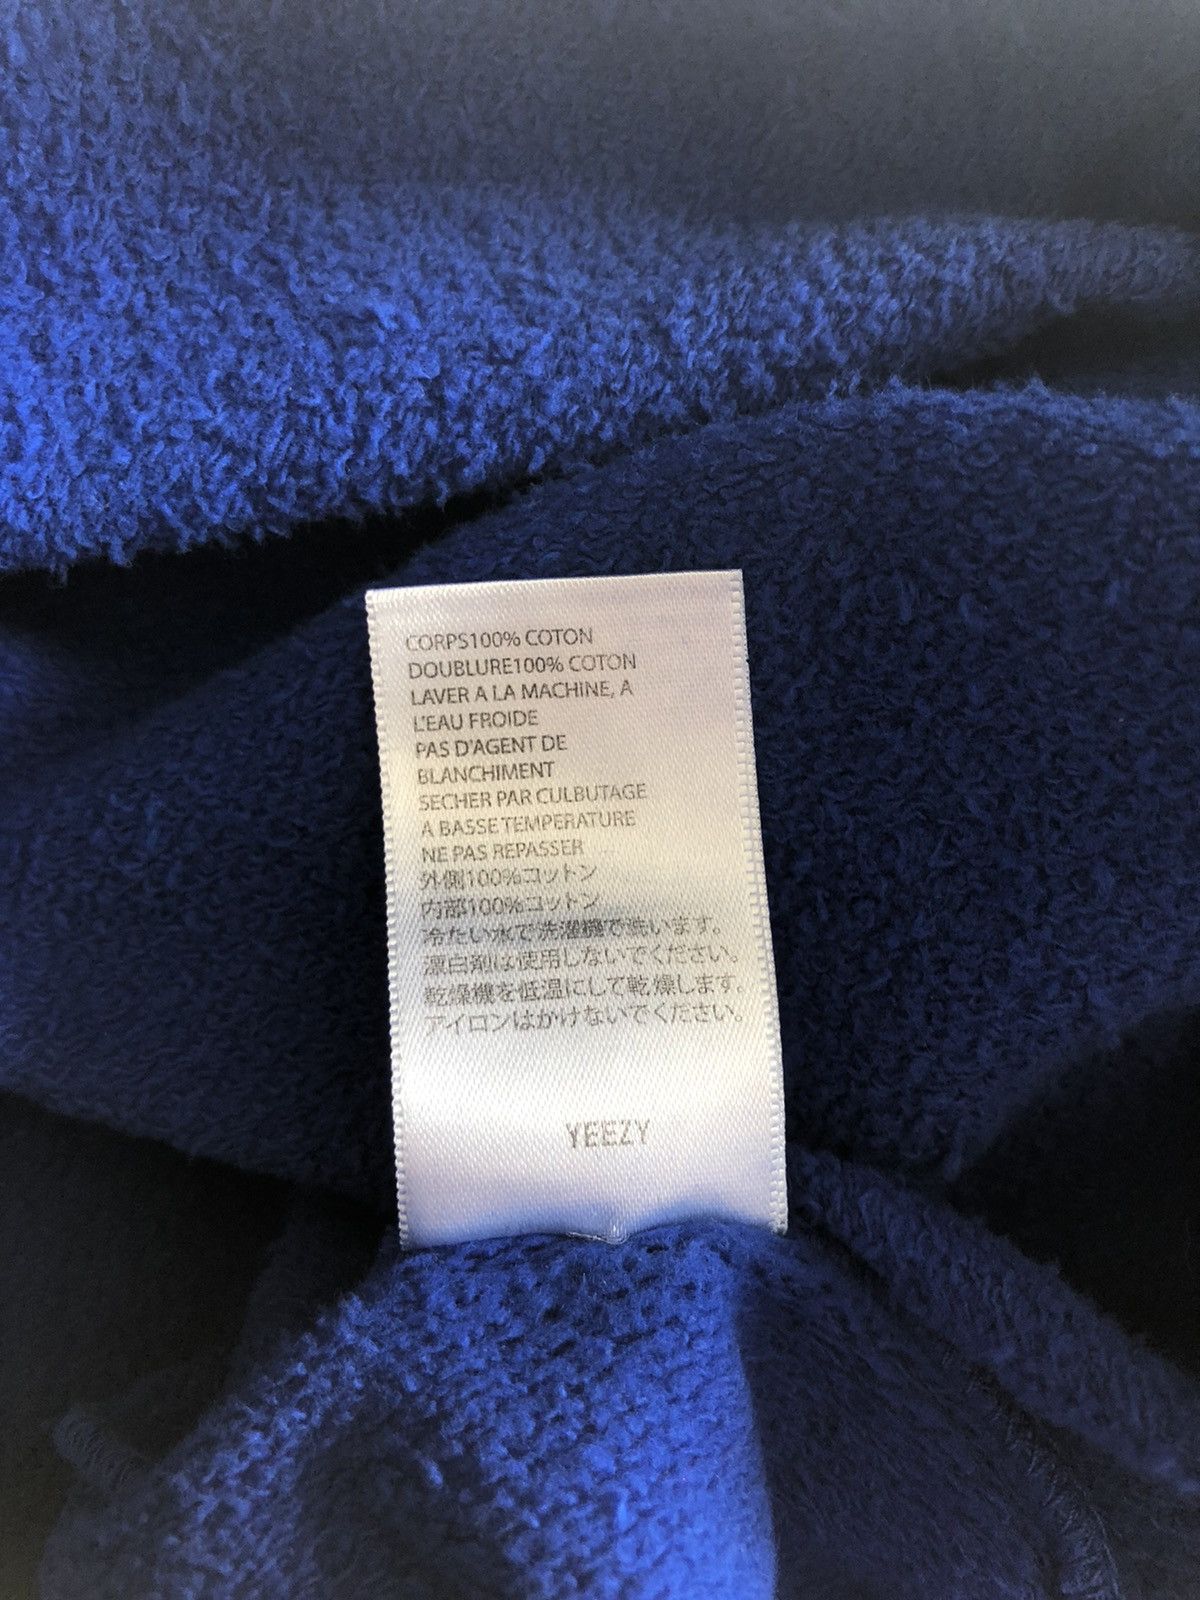 CORPS100% COTON
DOUBLURE100% COTON
LAVER A LA MACHINE, A
L'EAU FROIDE
PAS D'AGENT DE
BLANCHIMENT
SECHER PAR CULBUTAGE
A BASSE TEMPERATURE
NE PAS REPASSER
外側100%コットン
内部100%コットン
冷たい水で洗濯機で洗います。
漂白剤は使用しないでください。
乾燥機を低温にして乾燥します。
アイロンはかけないでください。
YEEZY